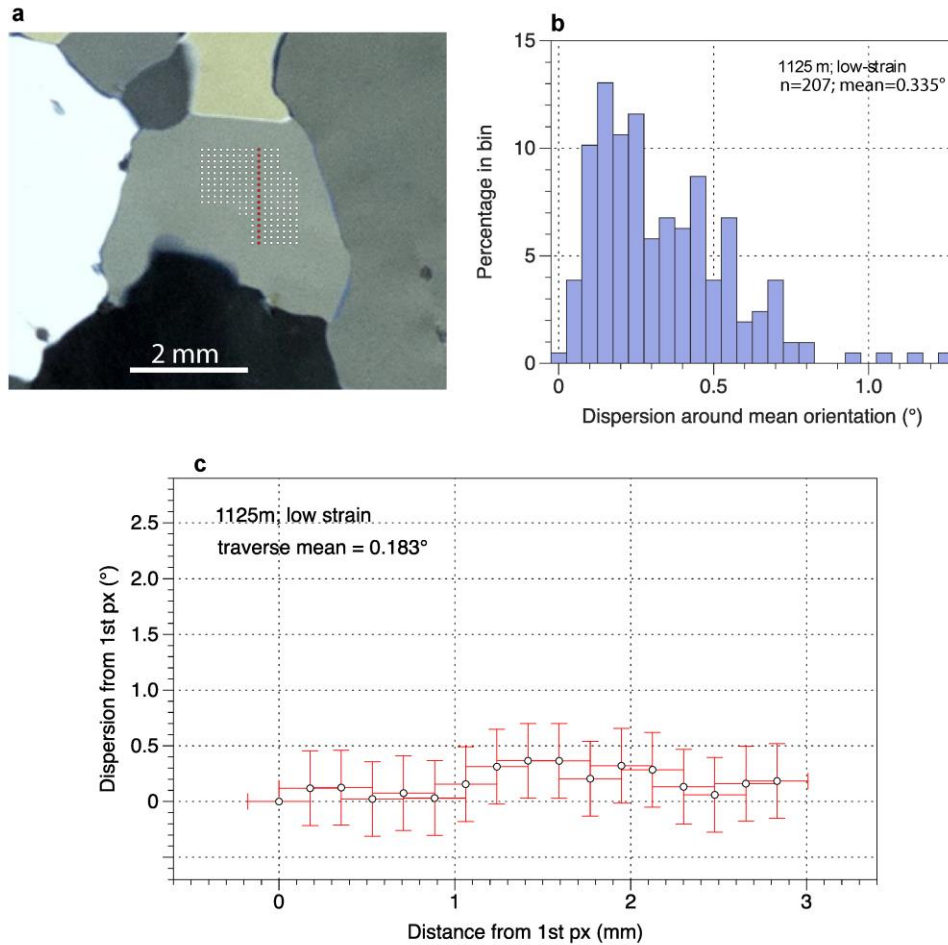 a
2 mm
b
15
10
5
0
Percentage in bin
1125 m; low-strain
n=207; mean=0.335°
0
0.5
1.0
Dispersion around mean orientation (°)
c
1125m; low strain
traverse mean = 0.183°
2.5
2.0
1.5
1.0
0.5
0
Dispersion from 1st px (°)
0
1
2
3
Distance from 1st px (mm)